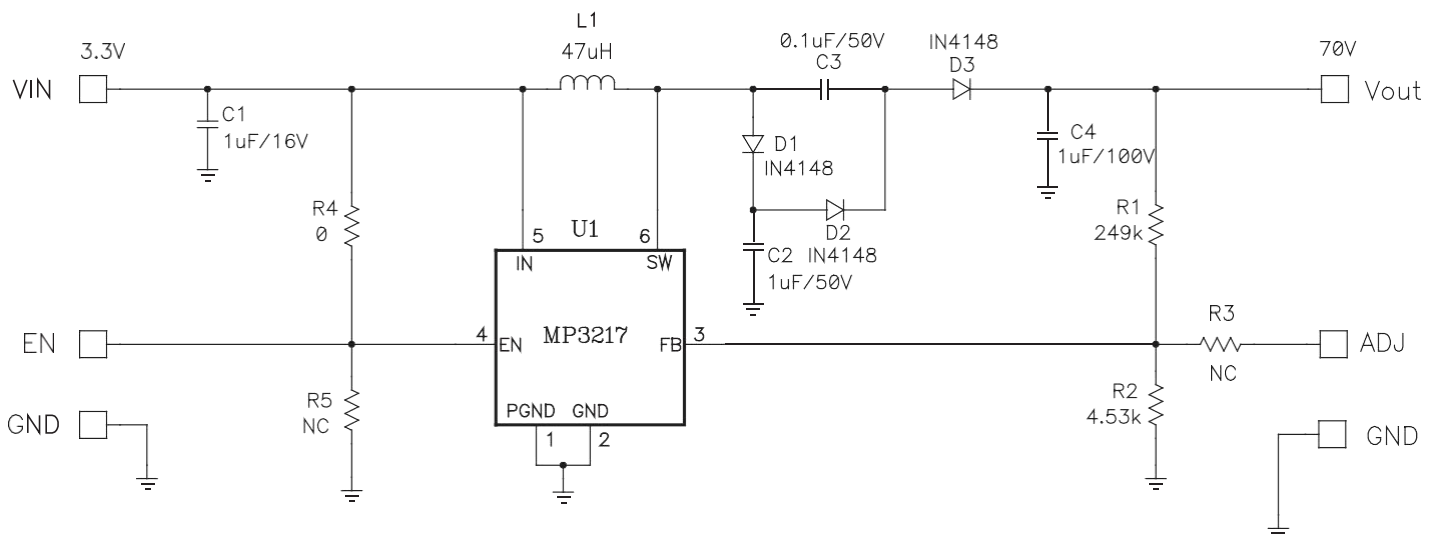 L1
3.3V
47uH
0.1uF/50V
C3
IN4148
D3
70V
VIN
Vout
C1
1uF/16V
D1
IN4148
C4
1uF/100V
R4
0
U1
5
6
IN
SW
D2
C2 IN4148
1uF/50V
R1
249k
EN
4
EN
MP3217
FB
3
R3
NC
ADJ
R5
NC
PGND GND
1
2
R2
4.53k
GND
GND